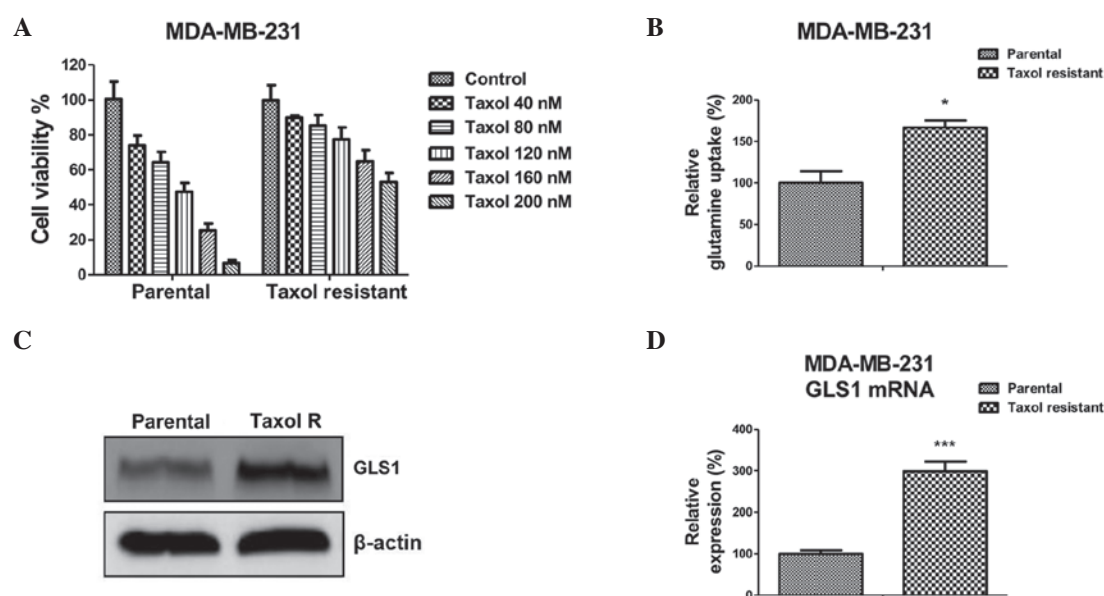 A
MDA-MB-231
Cell viability %
120
100
80
60
40
20
0
Parental
Taxol resistant
Control
Taxol 40 nM
Taxol 80 nM
Taxol 120 nM
Taxol 160 nM
Taxol 200 nM
B
MDA-MB-231
Parental
Taxol resistant
Relative
glutamine uptake (%)
200
150
100
50
0
*
C
Parental Taxol R
GLS1
β-actin
D
MDA-MB-231
GLS1 mRNA
Parental
Taxol resistant
Relative
expression (%)
400
300
200
100
0
***